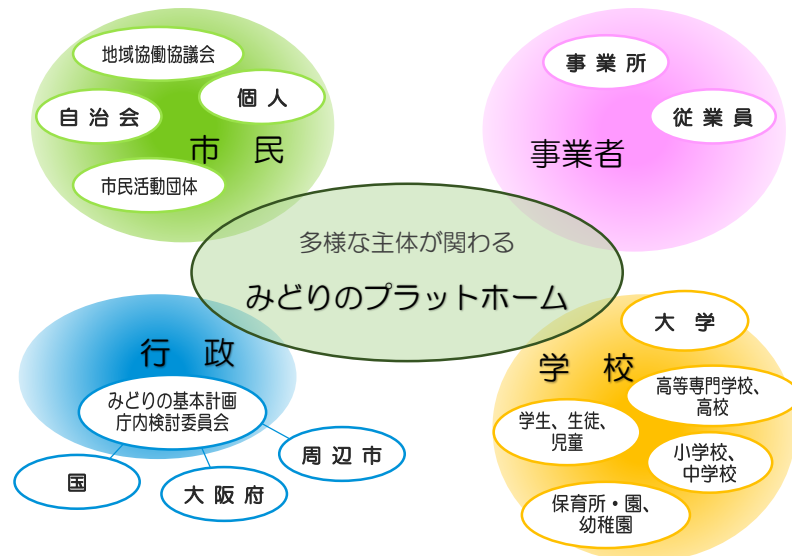 地域協働協議会
個人
自治会
市　民
市民活動団体
事業所
従業員
事業者
多様な主体が関わる
みどりのプラットホーム
行　政
みどりの基本計画
庁内検討委員会
国
大阪府
周辺市
大　学
学　校
高等専門学校、
高校
学生、生徒、
児童
小学校、
中学校
保育所・園、
幼稚園